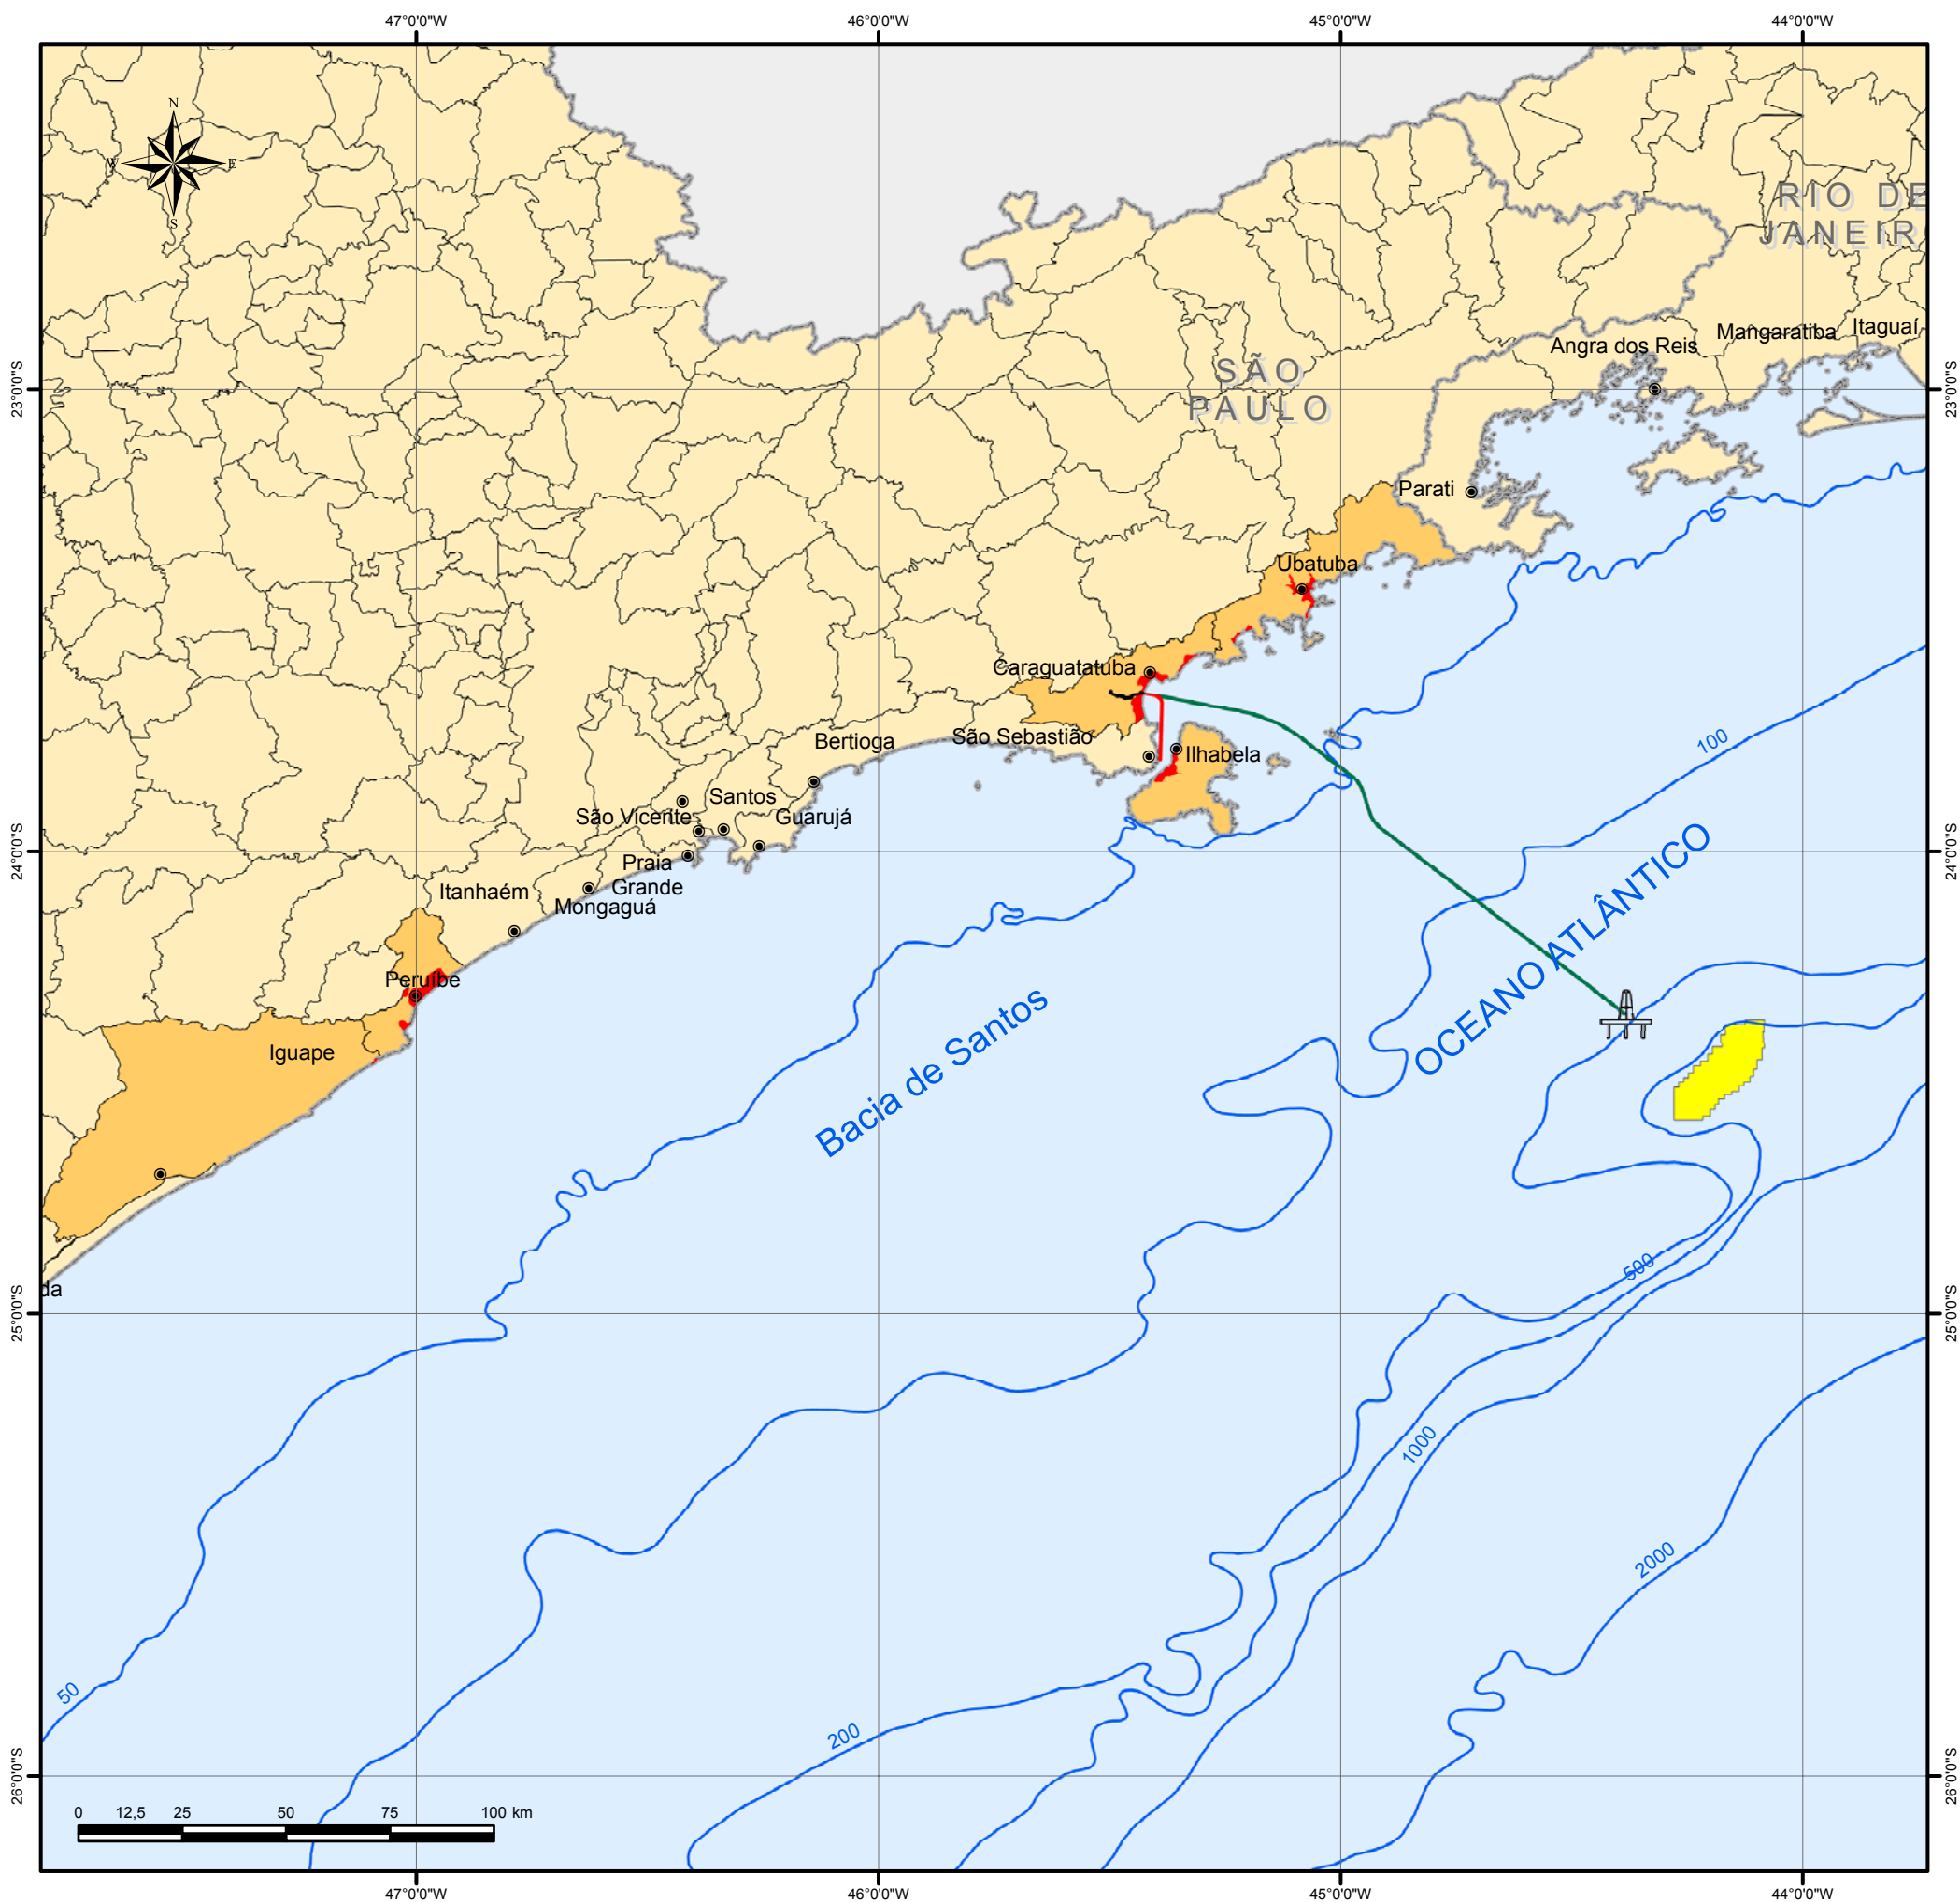 47°0'0"W
46°0'0"W
45°0'0"W
44°0'0"W
N
W
E
S
RIO DE
JANEIR
SÃO
PAULO
Angra dos Reis
Mangaratiba
Itaguaí
23°0'0"S
23°0'0"S
Parati
Ubatuba
Caraguatatuba
São Sebastião
Ilhabela
Bertioga
Santos
São Vicente
Guarujá
Praia
Grande
Itanhaém
Mongaguá
24°0'0"S
24°0'0"S
Peruíbe
Iguape
da
100
OCEANO ATLÂNTICO
Bacia de Santos
500
25°0'0"S
25°0'0"S
1000
2000
50
200
26°0'0"S
26°0'0"S
0 12,5 25 50 75 100 km
47°0'0"W
46°0'0"W
45°0'0"W
44°0'0"W